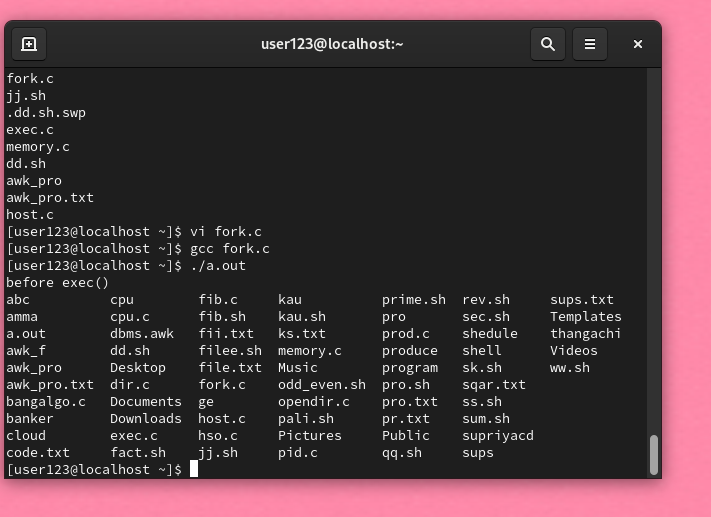 user123@localhost:~
fork.c
jj.sh
.dd.sh.swp
exec.c
memory.c
dd.sh
awk_pro
awk_pro.txt
host.c
[user123@localhost ~]$ vi fork.c
[user123@localhost ~]$ gcc fork.c
[user123@localhost ~]$ ./a.out
before exec()
abc cpu fib.c kau prime.sh rev.sh sups.txt
amma cpu.c fib.sh kau.sh pro sec.sh Templates
a.out dbms.awk fii.txt ks.txt prod.c shedule thangachi
awk_f dd.sh filee.sh memory.c produce shell Videos
awk_pro Desktop file.txt Music program sk.sh ww.sh
awk_pro.txt dir.c fork.c odd_even.sh pro.sh sqar.txt
bangalgo.c Documents ge opendir.c pro.txt ss.sh
banker Downloads host.c pali.sh pr.txt sum.sh
cloud exec.c hso.c Pictures Public supriyacd
code.txt fact.sh jj.sh pid.c qq.sh sups
[user123@localhost ~]$